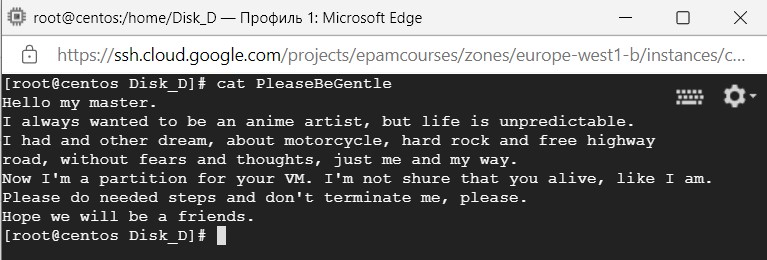 root@centos:/home/Disk_D — Профиль 1: Microsoft Edge
https://ssh.cloud.google.com/projects/epamcourses/zones/europe-west1-b/instances/c...
[root@centos Disk_D]# cat PleaseBeGentle
Hello my master.
I always wanted to be an anime artist, but life is unpredictable.
I had and other dream, about motorcycle, hard rock and free highway
road, without fears and thoughts, just me and my way.
Now I'm a partition for your VM. I'm not shure that you alive, like I am.
Please do needed steps and don't terminate me, please.
Hope we will be a friends.
[root@centos Disk_D]#